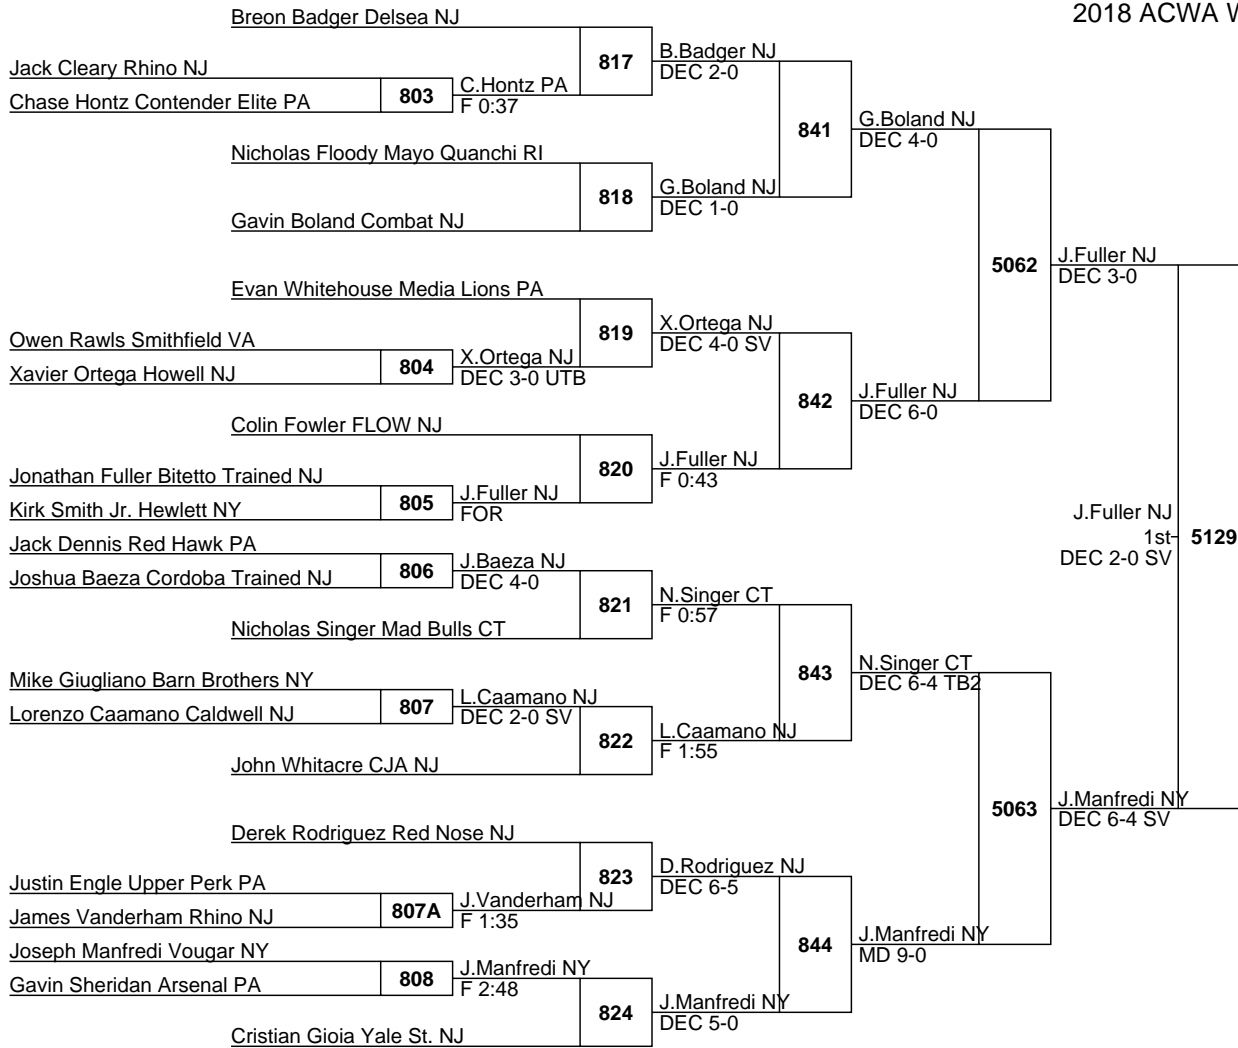 2018 ACWA W
Breon Badger Delsea NJ
817
B.Badger NJ
DEC 2-0
Jack Cleary Rhino NJ
Chase Hontz Contender Elite PA
803
C.Hontz PA
F 0:37
841
G.Boland NJ
DEC 4-0
Nicholas Floody Mayo Quanchi RI
818
G.Boland NJ
DEC 1-0
Gavin Boland Combat NJ
5062
J.Fuller NJ
DEC 3-0
Evan Whitehouse Media Lions PA
819
X.Ortega NJ
DEC 4-0 SV
Owen Rawls Smithfield VA
Xavier Ortega Howell NJ
804
X.Ortega NJ
DEC 3-0 UTB
842
J.Fuller NJ
DEC 6-0
Colin Fowler FLOW NJ
820
J.Fuller NJ
F 0:43
Jonathan Fuller Bitetto Trained NJ
Kirk Smith Jr. Hewlett NY
805
J.Fuller NJ
FOR
J.Fuller NJ
1st
DEC 2-0 SV
5129
Jack Dennis Red Hawk PA
Joshua Baeza Cordoba Trained NJ
806
J.Baeza NJ
DEC 4-0
821
N.Singer CT
F 0:57
Nicholas Singer Mad Bulls CT
843
N.Singer CT
DEC 6-4 TB2
Mike Giugliano Barn Brothers NY
Lorenzo Caamano Caldwell NJ
807
L.Caamano NJ
DEC 2-0 SV
822
L.Caamano NJ
F 1:55
John Whitacre CJA NJ
5063
J.Manfredi NY
DEC 6-4 SV
Derek Rodriguez Red Nose NJ
823
D.Rodriguez NJ
DEC 6-5
Justin Engle Upper Perk PA
James Vanderham Rhino NJ
807A
J.Vanderham NJ
F 1:35
844
J.Manfredi NY
MD 9-0
Joseph Manfredi Vougar NY
Gavin Sheridan Arsenal PA
808
J.Manfredi NY
F 2:48
824
J.Manfredi NY
DEC 5-0
Cristian Gioia Yale St. NJ